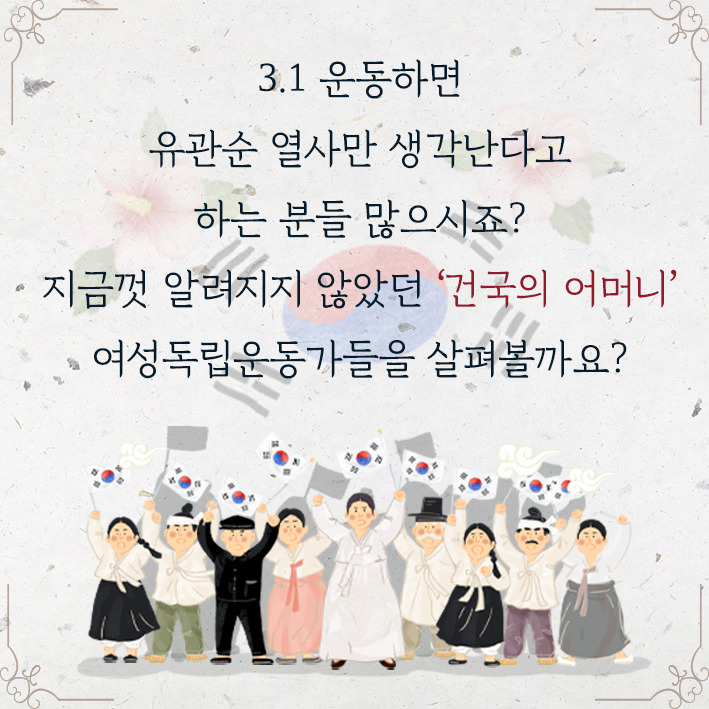 3.1 운동하면
유관순 열사만 생각난다고
하는 분들 많으시죠?
지금껏 알려지지 않았던 ‘건국의 어머니’
여성독립운동가들을 살펴볼까요?